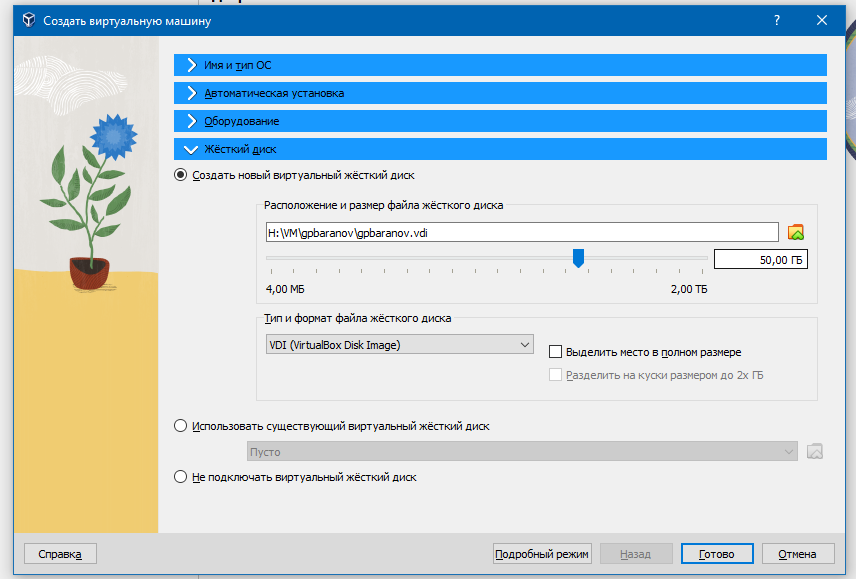 Создать виртуальную машину
?
Имя и тип ОС
Автоматическая установка
Оборудование
Жёсткий диск
Создать новый виртуальный жёсткий диск
Расположение и размер файла жёсткого диска
H:\VM\gpbaranov\gpbaranov.vdi
50,00 ГБ
4,00 МБ 2,00 ТБ
Тип и формат файла жёсткого диска
VDI (VirtualBox Disk Image)
Выделить место в полном размере
Разделить на куски размером до 2х ГБ
Использовать существующий виртуальный жёсткий диск
Пусто
Не подключать виртуальный жёсткий диск
Справка Подробный режим Назад Готово Отмена